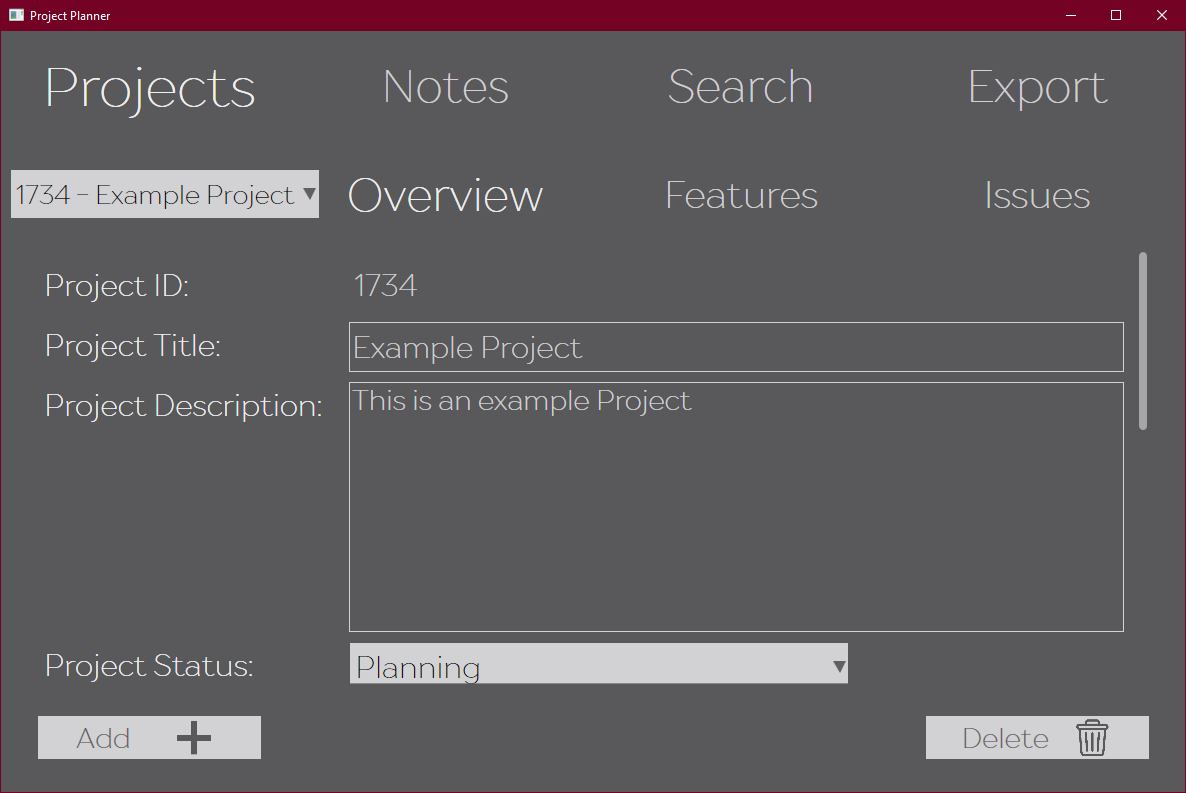 Project Planner
Projects Notes Search Export
1734 - Example Project Overview Features Issues
Project ID: 1734
Project Title: Example Project
Project Description: This is an example Project
Project Status: Planning
Add Delete